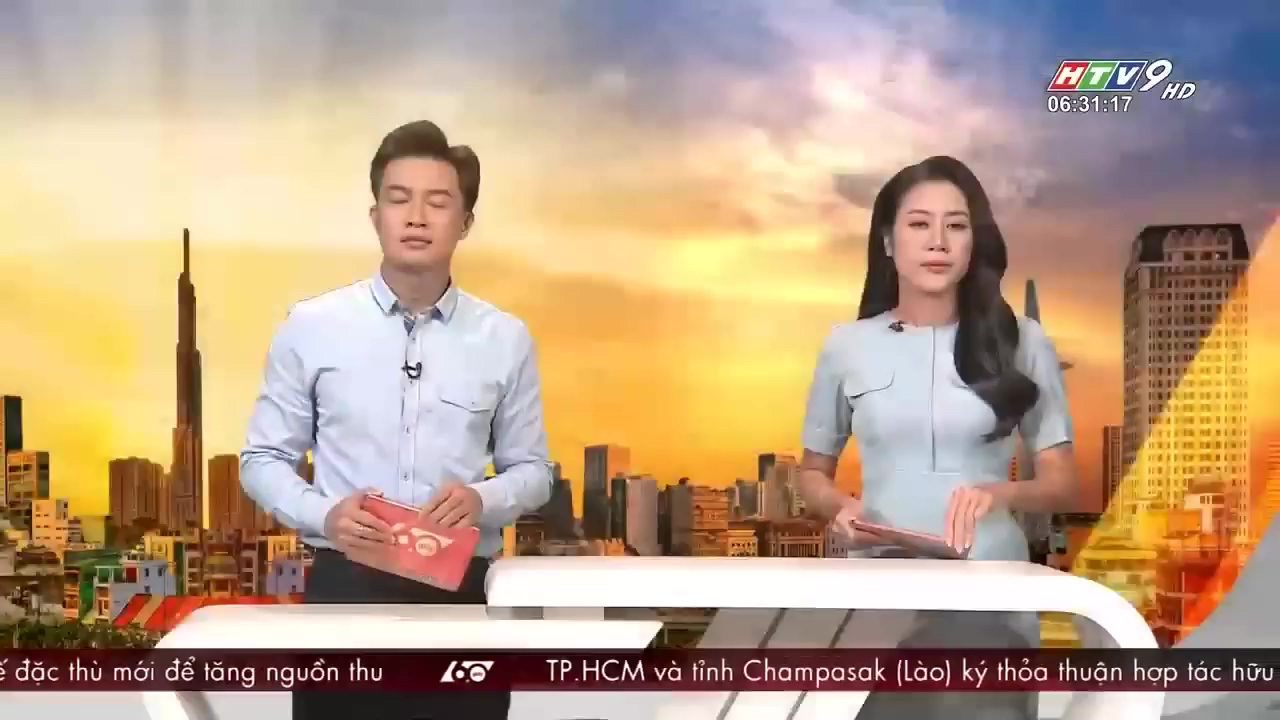 HTV9 HD
06:31:17
ế đặc thù mới để tăng nguồn thu
60
TP.HCM và tỉnh Champasak (Lào) ký thỏa thuận hợp tác hữu